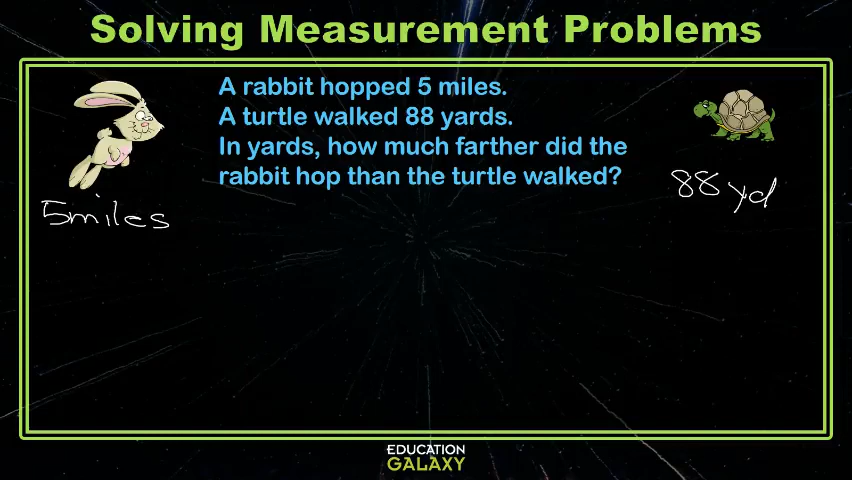 Solving Measurement Problems
A rabbit hopped 5 miles.
A turtle walked 88 yards.
In yards, how much farther did the
rabbit hop than the turtle walked?
5miles
88 yd
EDUCATION
GALAXY